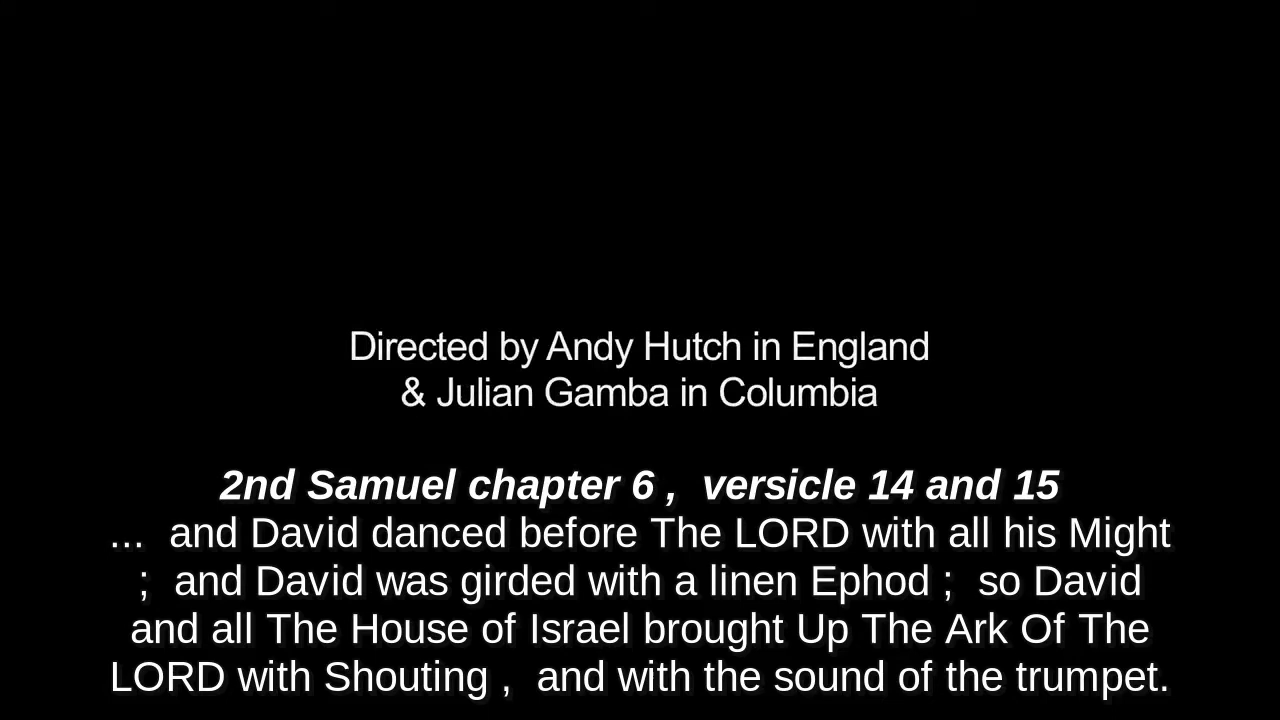 Directed by Andy Hutch in England
& Julian Gamba in Columbia
2nd Samuel chapter 6 ,  versicle 14 and 15
...  and David danced before The LORD with all his Might
;  and David was girded with a linen Ephod ;  so David
and all The House of Israel brought Up The Ark Of The
LORD with Shouting ,  and with the sound of the trumpet.